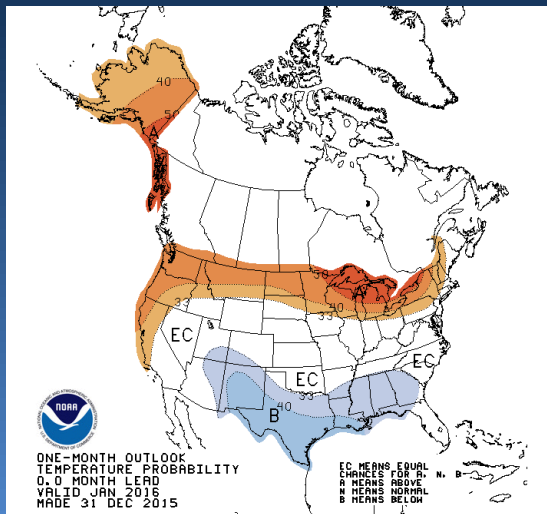 40
50
A
50
A
40
33
33
EC
EC
EC
33
40
B
NOAA
ONE-MONTH OUTLOOK
TEMPERATURE PROBABILITY
0.0 MONTH LEAD
VALID JAN 2016
MADE 31 DEC 2015
EC MEANS EQUAL
CHANCES FOR A, N, B
A MEANS ABOVE
N MEANS NORMAL
B MEANS BELOW